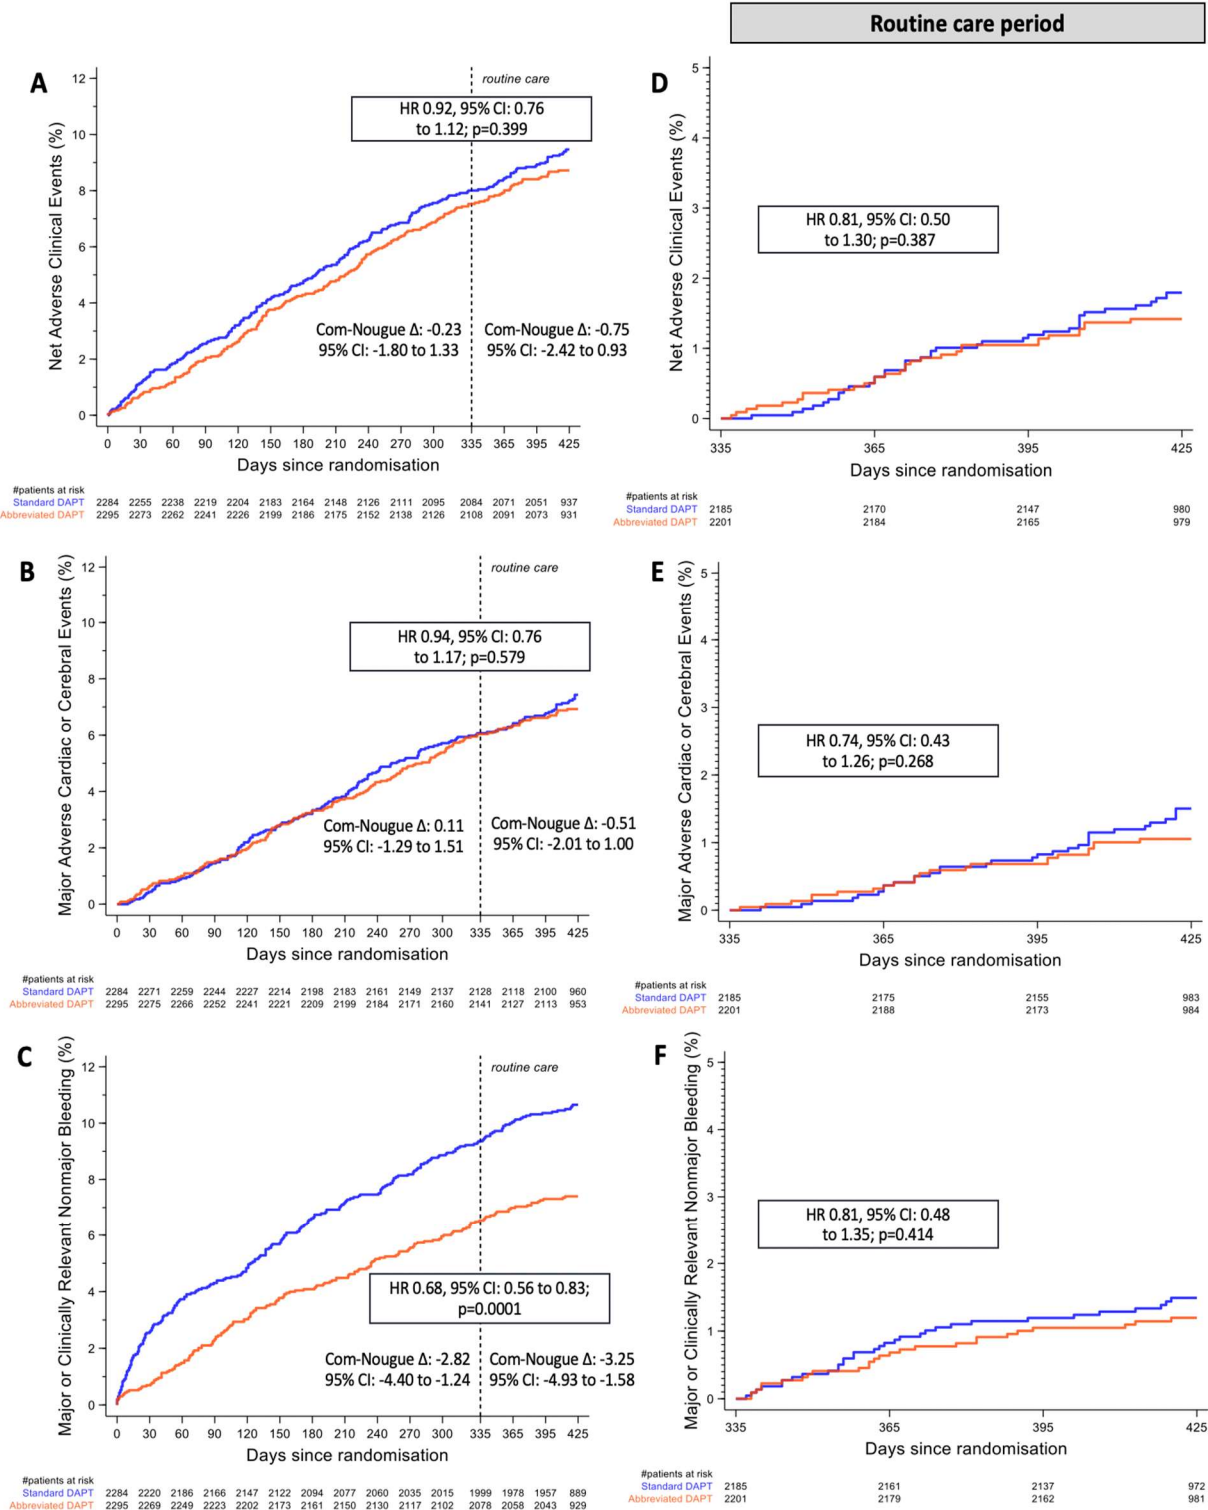 Routine care period
A
routine care
HR 0.92, 95% CI: 0.76
to 1.12; p=0.399
Net Adverse Clinical Events (%)
12
10
8
6
4
2
0
Com-Nougue Δ: -0.23
95% CI: -1.80 to 1.33
Com-Nougue Δ: -0.75
95% CI: -2.42 to 0.93
0 30 60 90 120 150 180 210 240 270 300 335 365 395 425
Days since randomisation
#patients at risk
Standard DAPT 2284 2255 2238 2219 2204 2183 2164 2148 2126 2111 2095 2084 2071 2051 937
Abbreviated DAPT 2295 2273 2262 2241 2226 2199 2186 2175 2152 2138 2126 2108 2091 2073 931
D
Net Adverse Clinical Events (%)
5
4
3
2
1
0
HR 0.81, 95% CI: 0.50
to 1.30; p=0.387
335 365 395 425
Days since randomisation
#patients at risk
Standard DAPT 2185 2170 2147 980
Abbreviated DAPT 2201 2184 2165 979
B
routine care
HR 0.94, 95% CI: 0.76
to 1.17; p=0.579
Major Adverse Cardiac or Cerebral Events (%)
12
10
8
6
4
2
0
Com-Nougue Δ: 0.11
95% CI: -1.29 to 1.51
Com-Nougue Δ: -0.51
95% CI: -2.01 to 1.00
0 30 60 90 120 150 180 210 240 270 300 335 365 395 425
Days since randomisation
#patients at risk
Standard DAPT 2284 2271 2259 2244 2227 2214 2198 2183 2161 2149 2137 2128 2118 2100 960
Abbreviated DAPT 2295 2275 2266 2252 2241 2221 2209 2199 2184 2171 2160 2141 2127 2113 953
E
Major Adverse Cardiac or Cerebral Events (%)
5
4
3
2
1
0
HR 0.74, 95% CI: 0.43
to 1.26; p=0.268
335 365 395 425
Days since randomisation
#patients at risk
Standard DAPT 2185 2175 2155 983
Abbreviated DAPT 2201 2188 2173 984
C
routine care
Major or Clinically Relevant Nonmajor Bleeding (%)
12
10
8
6
4
2
0
HR 0.68, 95% CI: 0.56 to 0.83;
p=0.0001
Com-Nougue Δ: -2.82
95% CI: -4.40 to -1.24
Com-Nougue Δ: -3.25
95% CI: -4.93 to -1.58
0 30 60 90 120 150 180 210 240 270 300 335 365 395 425
Days since randomisation
#patients at risk
Standard DAPT 2284 2220 2186 2166 2147 2122 2094 2077 2060 2035 2015 1999 1978 1957 889
Abbreviated DAPT 2295 2269 2249 2223 2202 2173 2161 2150 2130 2117 2102 2078 2058 2043 929
F
Major or Clinically Relevant Nonmajor Bleeding (%)
5
4
3
2
1
0
HR 0.81, 95% CI: 0.48
to 1.35; p=0.414
335 365 395 425
Days since randomisation
#patients at risk
Standard DAPT 2185 2161 2137 972
Abbreviated DAPT 2201 2179 2162 981